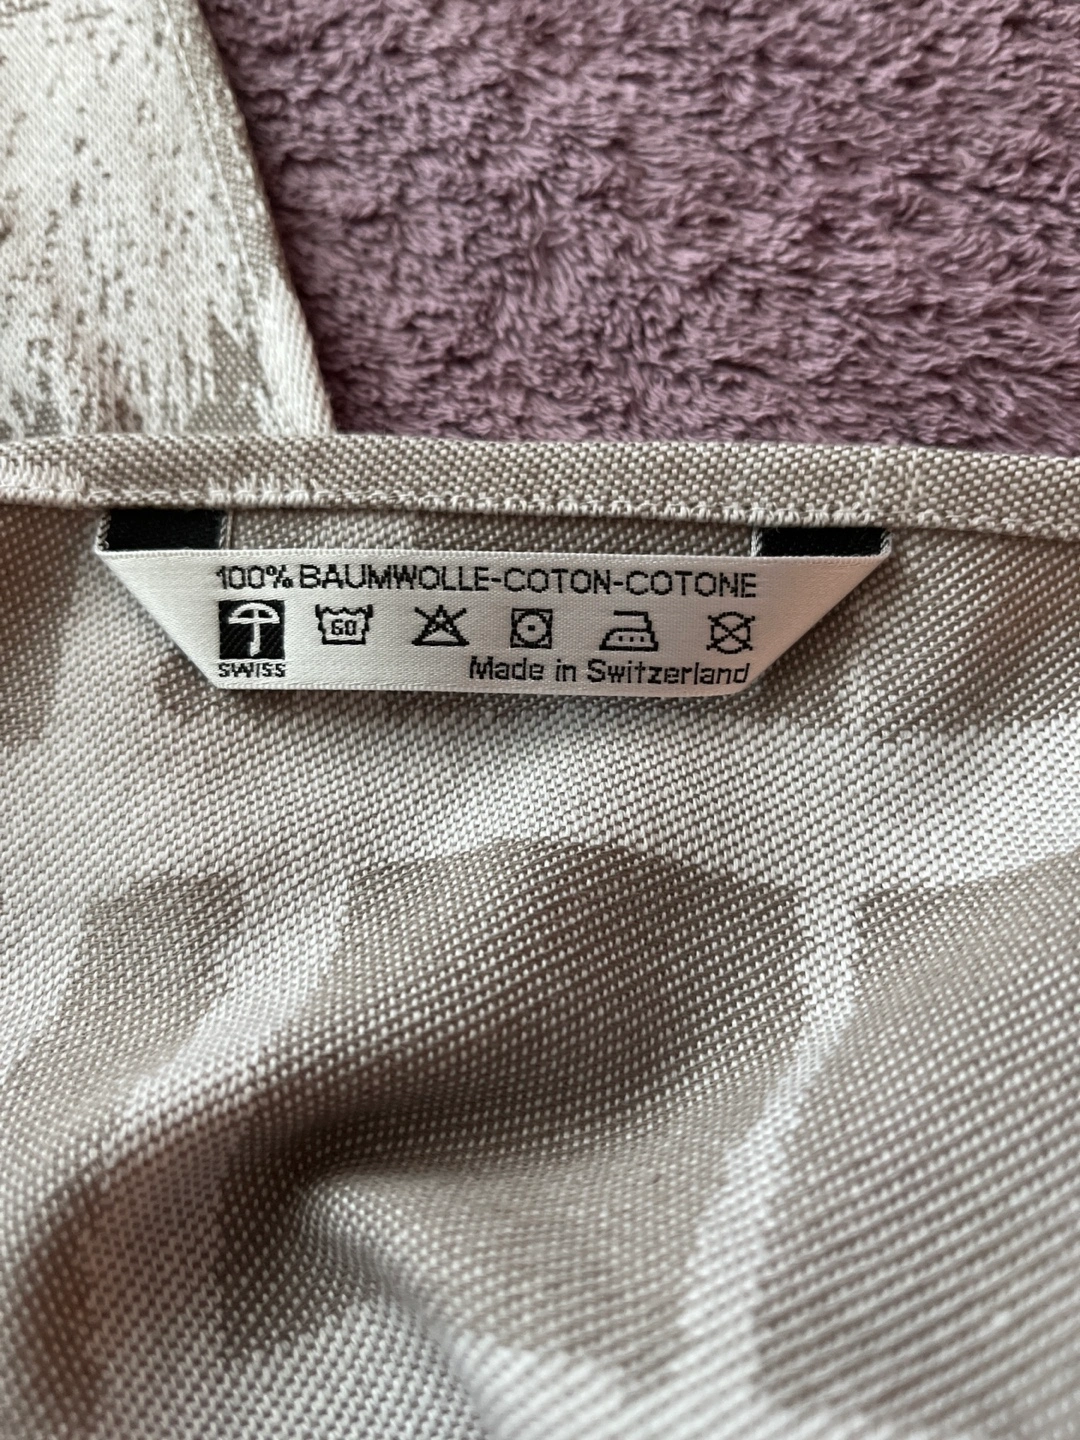 100% BAUMWOLLE-COTON-COTONE
60
SWISS
Made in Switzerland